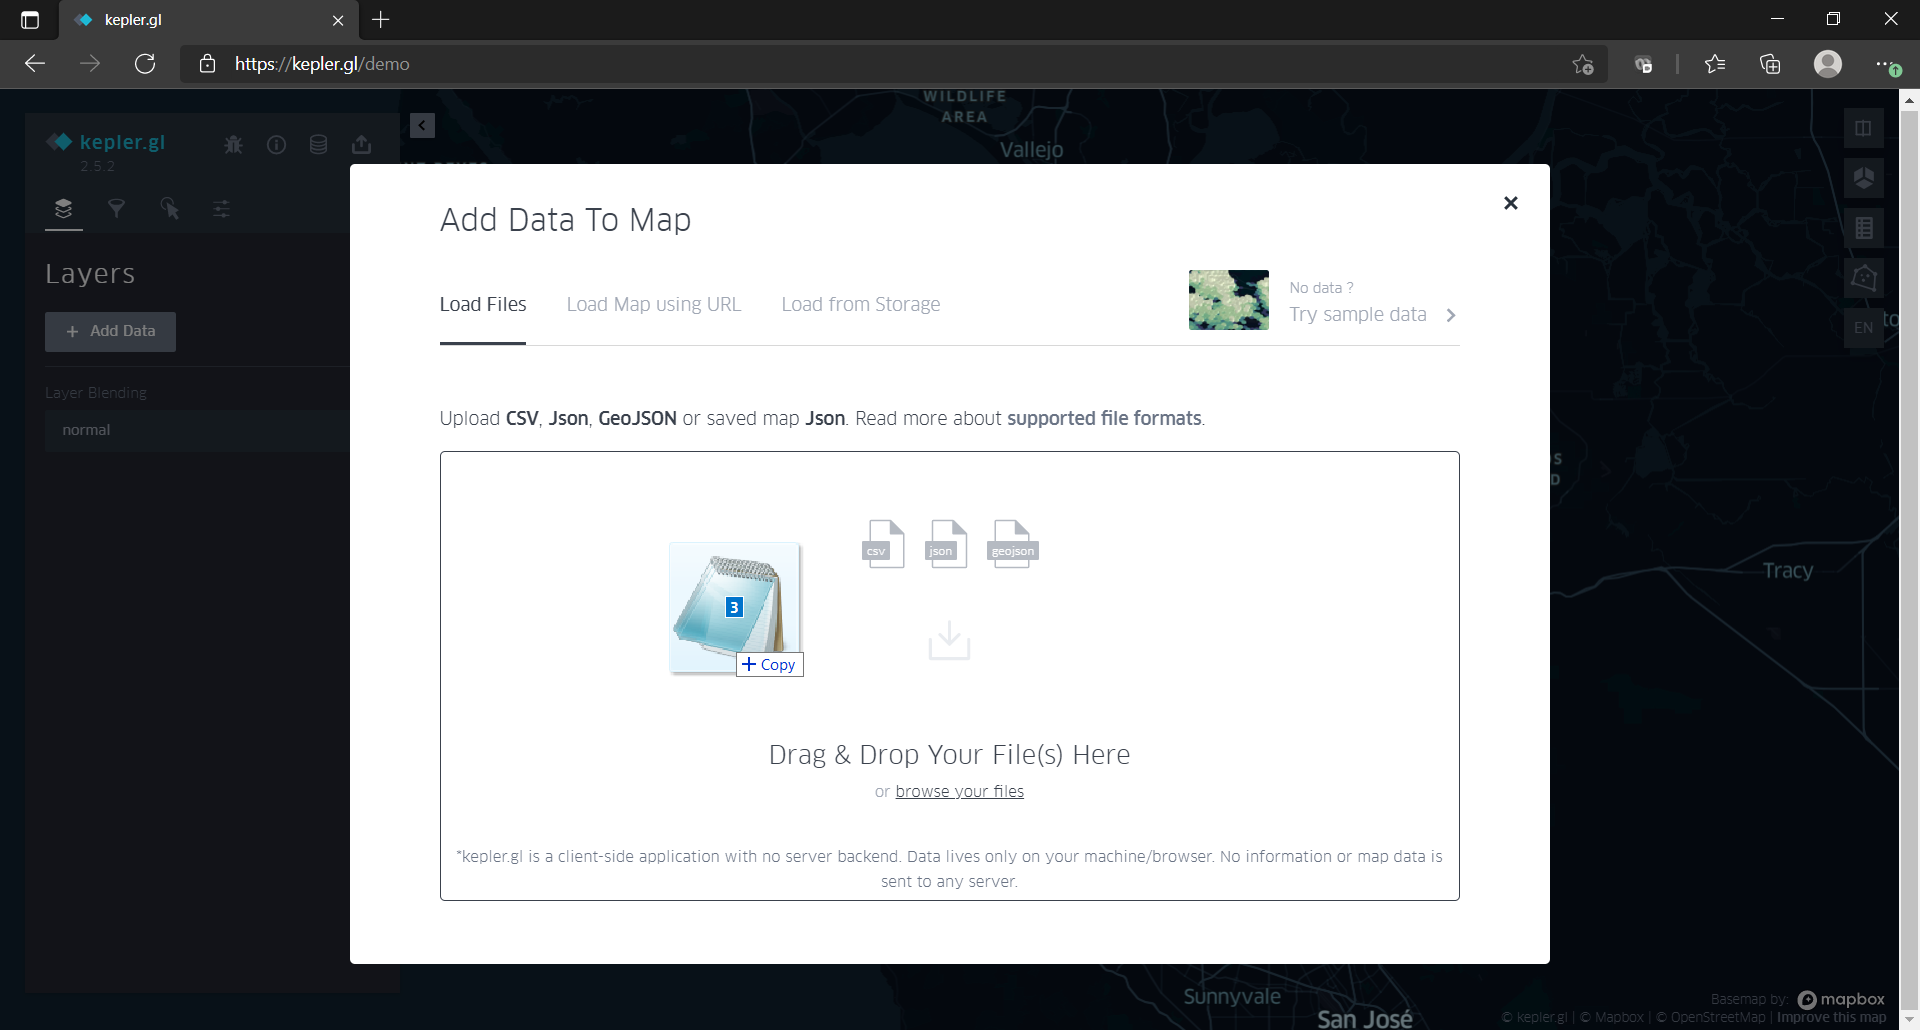 kepler.gl
https://kepler.gl/demo
WILDLIFE
AREA
Vallejo
kepler.gl
2.5.2
Add Data To Map
Layers
Load Files
Load Map using URL
Load from Storage
No data ?
Try sample data
+ Add Data
EN
Layer Blending
normal
Upload CSV, Json, GeoJSON or saved map Json. Read more about supported file formats.
csv
json
geojson
3
+ Copy
Tracy
Drag & Drop Your File(s) Here
or browse your files
*kepler.gl is a client-side application with no server backend. Data lives only on your machine/browser. No information or map data is
sent to any server.
Sunnyvale
San José
Basemap by: mapbox
© kepler.gl | © Mapbox | © OpenStreetMap | Improve this map